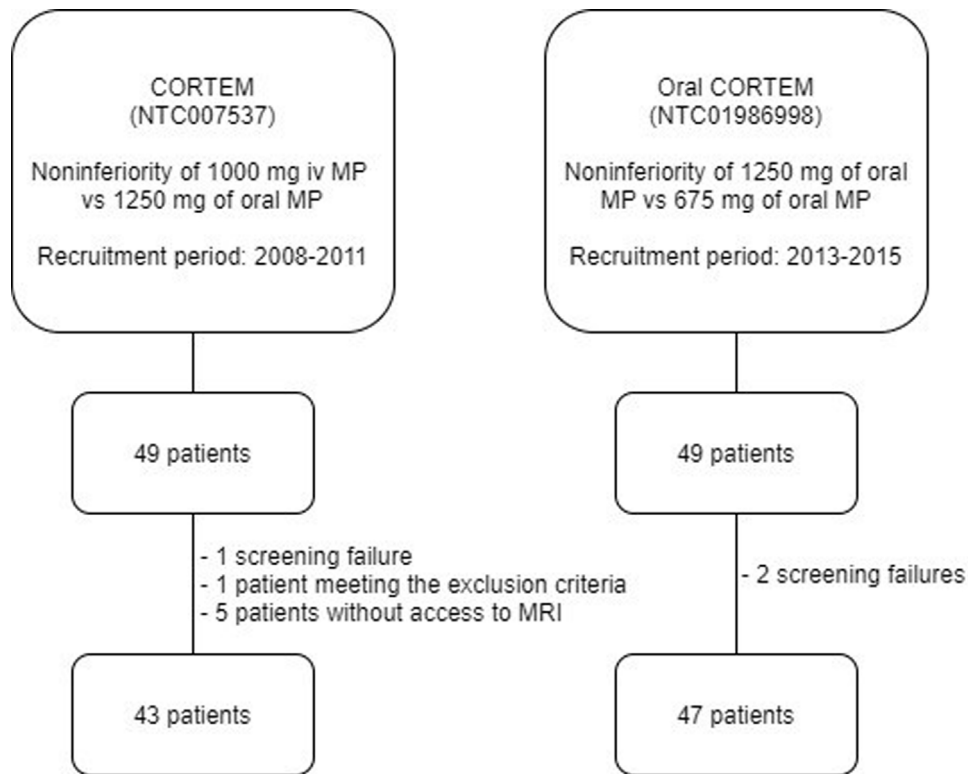 CORTEM
(NTC007537)
Noninferiority of 1000 mg iv MP
vs 1250 mg of oral MP
Recruitment period: 2008-2011
Oral CORTEM
(NTC01986998)
Noninferiority of 1250 mg of oral
MP vs 675 mg of oral MP
Recruitment period: 2013-2015
49 patients
49 patients
- 1 screening failure
- 1 patient meeting the exclusion criteria
- 5 patients without access to MRI
- 2 screening failures
43 patients
47 patients